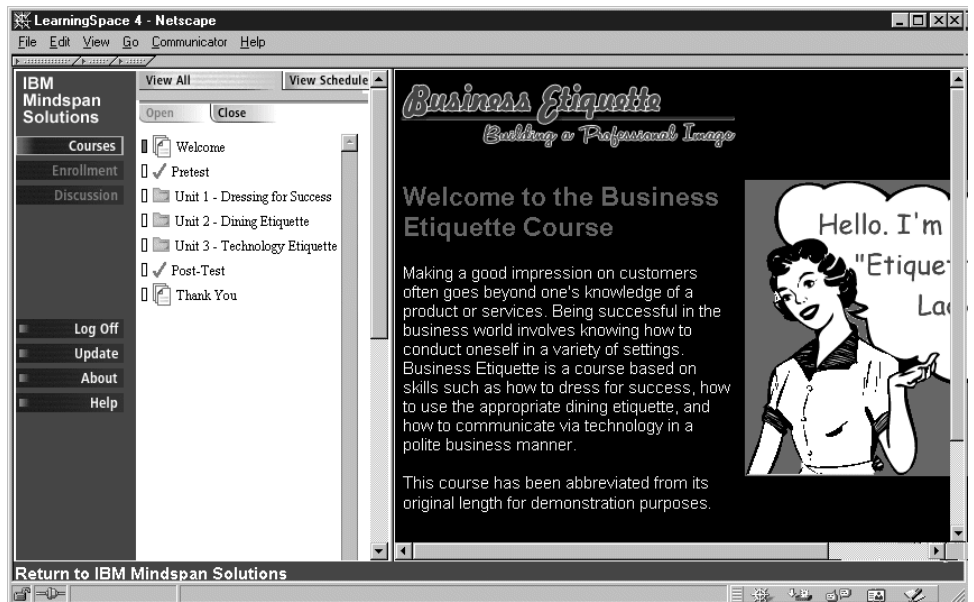 LearningSpace 4 - Netscape
File Edit View Go Communicator Help
IBM
Mindspan
Solutions
Courses
Enrollment
Discussion
Log Off
Update
About
Help
View All View Schedule
Open Close
Welcome
Pretest
Unit 1 - Dressing for Success
Unit 2 - Dining Etiquette
Unit 3 - Technology Etiquette
Post-Test
Thank You
Business Etiquette
Building a Professional Image
Welcome to the Business
Etiquette Course
Making a good impression on customers
often goes beyond one's knowledge of a
product or services. Being successful in the
business world involves knowing how to
conduct oneself in a variety of settings.
Business Etiquette is a course based on
skills such as how to dress for success, how
to use the appropriate dining etiquette, and
how to communicate via technology in a
polite business manner.
This course has been abbreviated from its
original length for demonstration purposes.
Hello. I'm
Return to IBM Mindspan Solutions